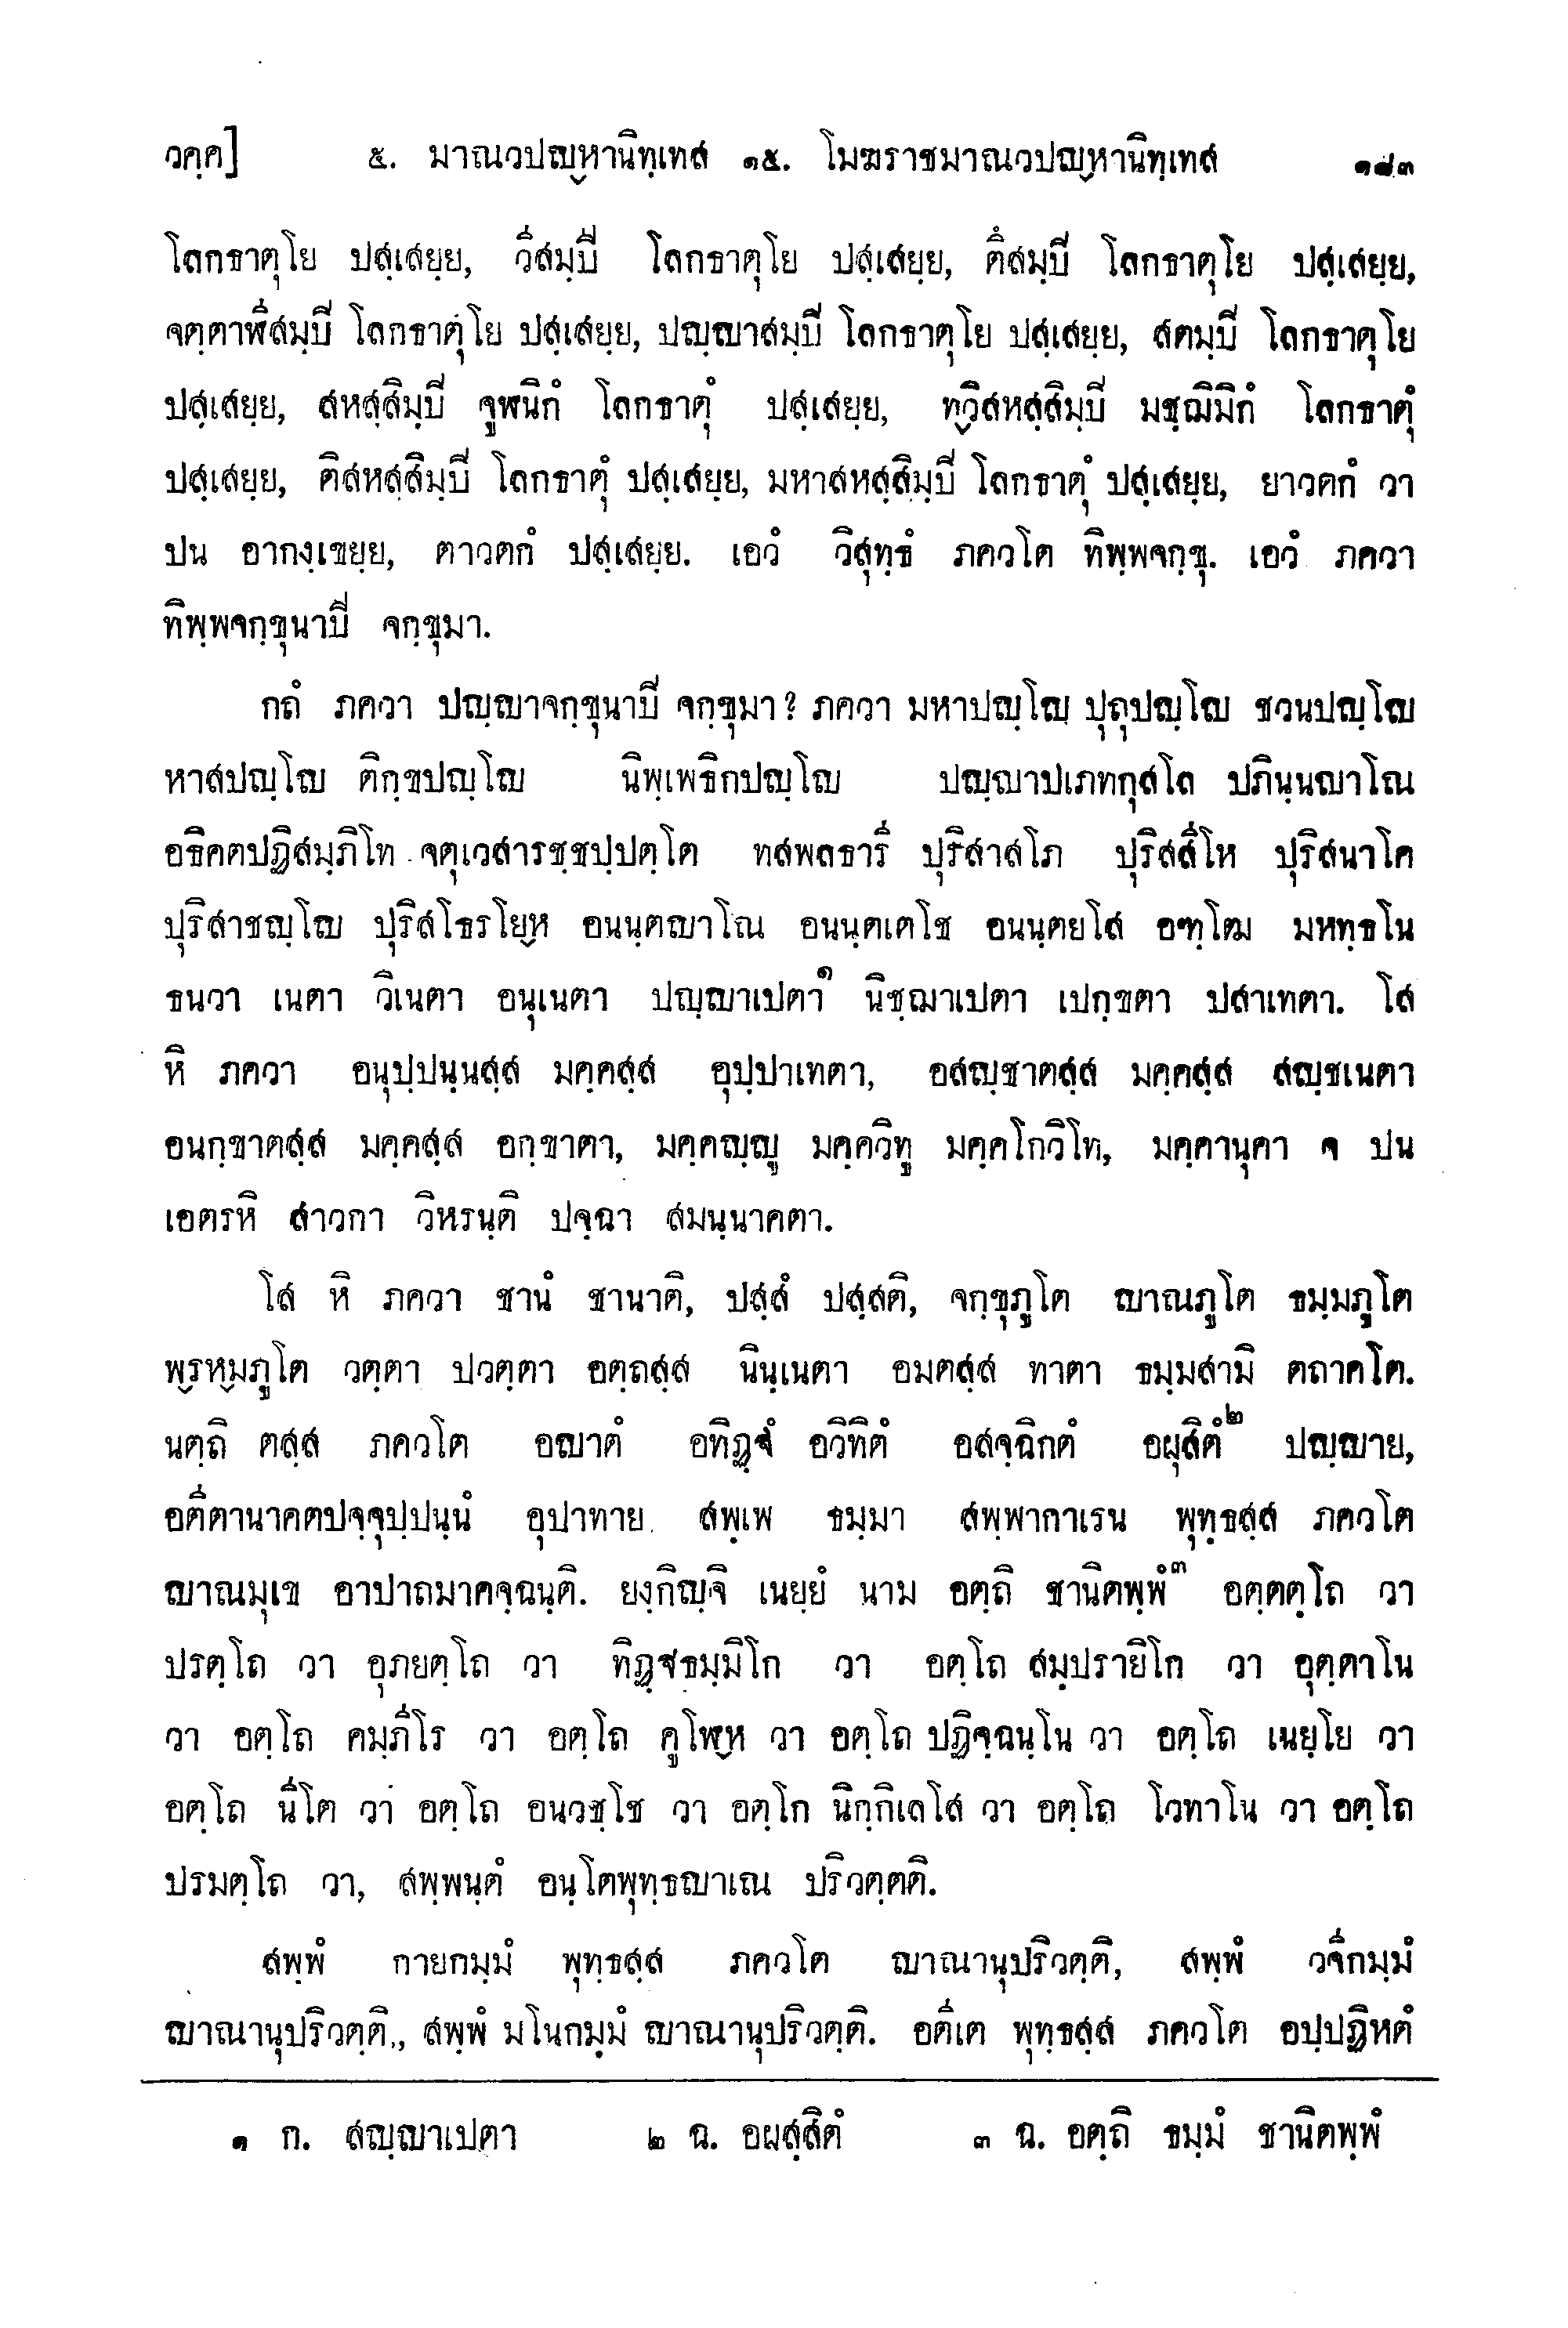 วคฺค]	๕. มาณวปญฺหานิทฺเทส ๑๕. โมฆราชมาณวปญฺหานิทฺเทส	๑๘๓
โลกธาตุโย ปสฺเสยฺย, วีสมฺปิ โลกธาตุโย ปสฺเสยฺย, ตึสมฺปิ โลกธาตุโย ปสฺเสยฺย,
จตฺตาฬีสมฺปิ โลกธาตุโย ปสฺเสยฺย, ปญฺญาสมฺปิ โลกธาตุโย ปสฺเสยฺย, สตมฺปิ โลกธาตุโย
ปสฺเสยฺย, สหสฺสิมฺปิ จูฬนิกํ โลกธาตุํ ปสฺเสยฺย, ทฺวิสหสฺสิมฺปิ มชฺฌิมิกํ โลกธาตุํ
ปสฺเสยฺย, ติสหสฺสิมฺปิ โลกธาตุํ ปสฺเสยฺย, มหาสหสฺสิมฺปิ โลกธาตุํ ปสฺเสยฺย, ยาวตกํ วา
ปน อากงฺเขยฺย, ตาวตกํ ปสฺเสยฺย. เอวํ วิสุทฺธํ ภควโต ทิพฺพจกฺขุ. เอวํ ภควา
ทิพฺพจกฺขุนาปิ จกฺขุมา.
กถํ ภควา ปญฺญาจกฺขุนาปิ จกฺขุมา? ภควา มหาปญฺโญ ปุถุปญฺโญ ชวนปญฺโญ
หาสปญฺโญ ติกฺขปญฺโญ นิพฺเพธิกปญฺโญ ปญฺญาปเภทกุสโล ปภินฺนญาโณ
อธิคตปฏิสมฺภิโท จตุเวสารชฺชปฺปตฺโต ทสพลธารี ปุริสาสโภ ปุริสสีโห ปุริสนาโค
ปุริสาชญฺโญ ปุริสโธรโยฺห อนนฺตญาโณ อนนฺตเตโช อนนฺตยโส อฑฺโฒ มหทฺธโน
ธนวา เนตา วิเนตา อนุเนตา ปญฺญาเปตา๑ นิชฺฌาเปตา เปกฺขตา ปสาเทตา. โส
หิ ภควา อนุปฺปนฺนสฺส มคฺคสฺส อุปฺปาเทตา, อสญฺชาตสฺส มคฺคสฺส สญฺชเนตา
อนกฺขาตสฺส มคฺคสฺส อกฺขาตา, มคฺคญฺญู มคฺควิทู มคฺคโกวิโท, มคฺคานุคา จ ปน
เอตรหิ สาวกา วิหรนฺติ ปจฺฉา สมนฺนาคตา.
โส หิ ภควา ชานํ ชานาติ, ปสฺสํ ปสฺสติ, จกฺขุภูโต ญาณภูโต ธมฺมภูโต
พฺรหฺมภูโต วตฺตา ปวตฺตา อตฺถสฺส นินฺเนตา อมตสฺส ทาตา ธมฺมสามิ ตถาคโต.
นตฺถิ ตสฺส ภควโต อญาตํ อทิฏฺฐํ อวิทิตํ อสจฺฉิกตํ อผุสิตํ๒ ปญฺญาย,
อตีตานาคตปจฺจุปฺปนฺนํ อุปาทาย สพฺเพ ธมฺมา สพฺพากาเรน พุทฺธสฺส ภควโต
ญาณมุเข อาปาถมาคจฺฉนฺติ. ยงฺกิญฺจิ เนยฺยํ นาม อตฺถิ ชานิตพฺพํ๓ อตฺตตฺโถ วา
ปรตฺโถ วา อุภยตฺโถ วา ทิฏฺฐธมฺมิโก วา อตฺโถ สมฺปรายิโก วา อุตฺตาโน
วา อตฺโถ คมฺภีโร วา อตฺโถ คูโฬฺห วา อตฺโถ ปฏิจฺฉนฺโน วา อตฺโถ เนยฺโย วา
อตฺโถ นีโต วา อตฺโถ อนวชฺโช วา อตฺโถ นิกฺกิเลโส วา อตฺโถ โวทาโน วา อตฺโถ
ปรมตฺโถ วา, สพฺพนฺตํ อนฺโตพุทฺธญาเณ ปริวตฺตติ.
สพฺพํ กายกมฺมํ พุทฺธสฺส ภควโต ญาณานุปริวตฺติ, สพฺพํ วจีกมฺมํ
ญาณานุปริวตฺติ, สพฺพํ มโนกมฺมํ ญาณานุปริวตฺติ. อตีเต พุทฺธสฺส ภควโต อปฺปฏิหตํ
๑ ก. สญฺญาเปตา	๒ ฉ. อผสฺสิตํ	๓ ฉ. อตฺถิ ธมฺมํ ชานิตพฺพํ